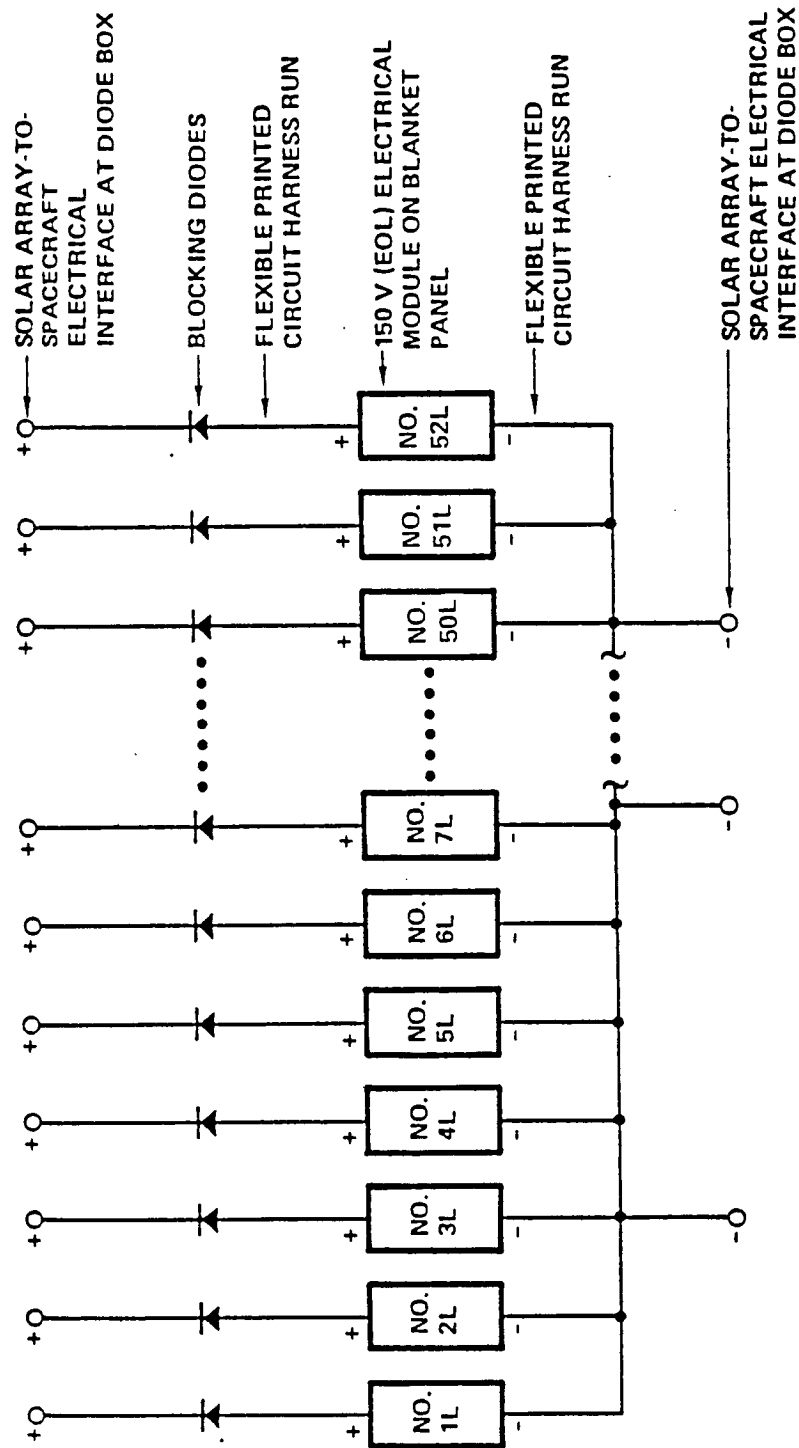 SOLAR ARRAY-TO-
SPACECRAFT
ELECTRICAL
INTERFACE AT DIODE BOX
BLOCKING DIODES
FLEXIBLE PRINTED
CIRCUIT HARNESS RUN
150 V (EOL) ELECTRICAL
MODULE ON BLANKET
PANEL
FLEXIBLE PRINTED
CIRCUIT HARNESS RUN
SOLAR ARRAY-TO-
SPACECRAFT ELECTRICAL
INTERFACE AT DIODE BOX
+ + + + + + + + + +
+ + + + + + + + + +
NO.
1L
NO.
2L
NO.
3L
NO.
4L
NO.
5L
NO.
6L
NO.
7L
NO.
50L
NO.
51L
NO.
52L
- - - - - - - - - -
- - -